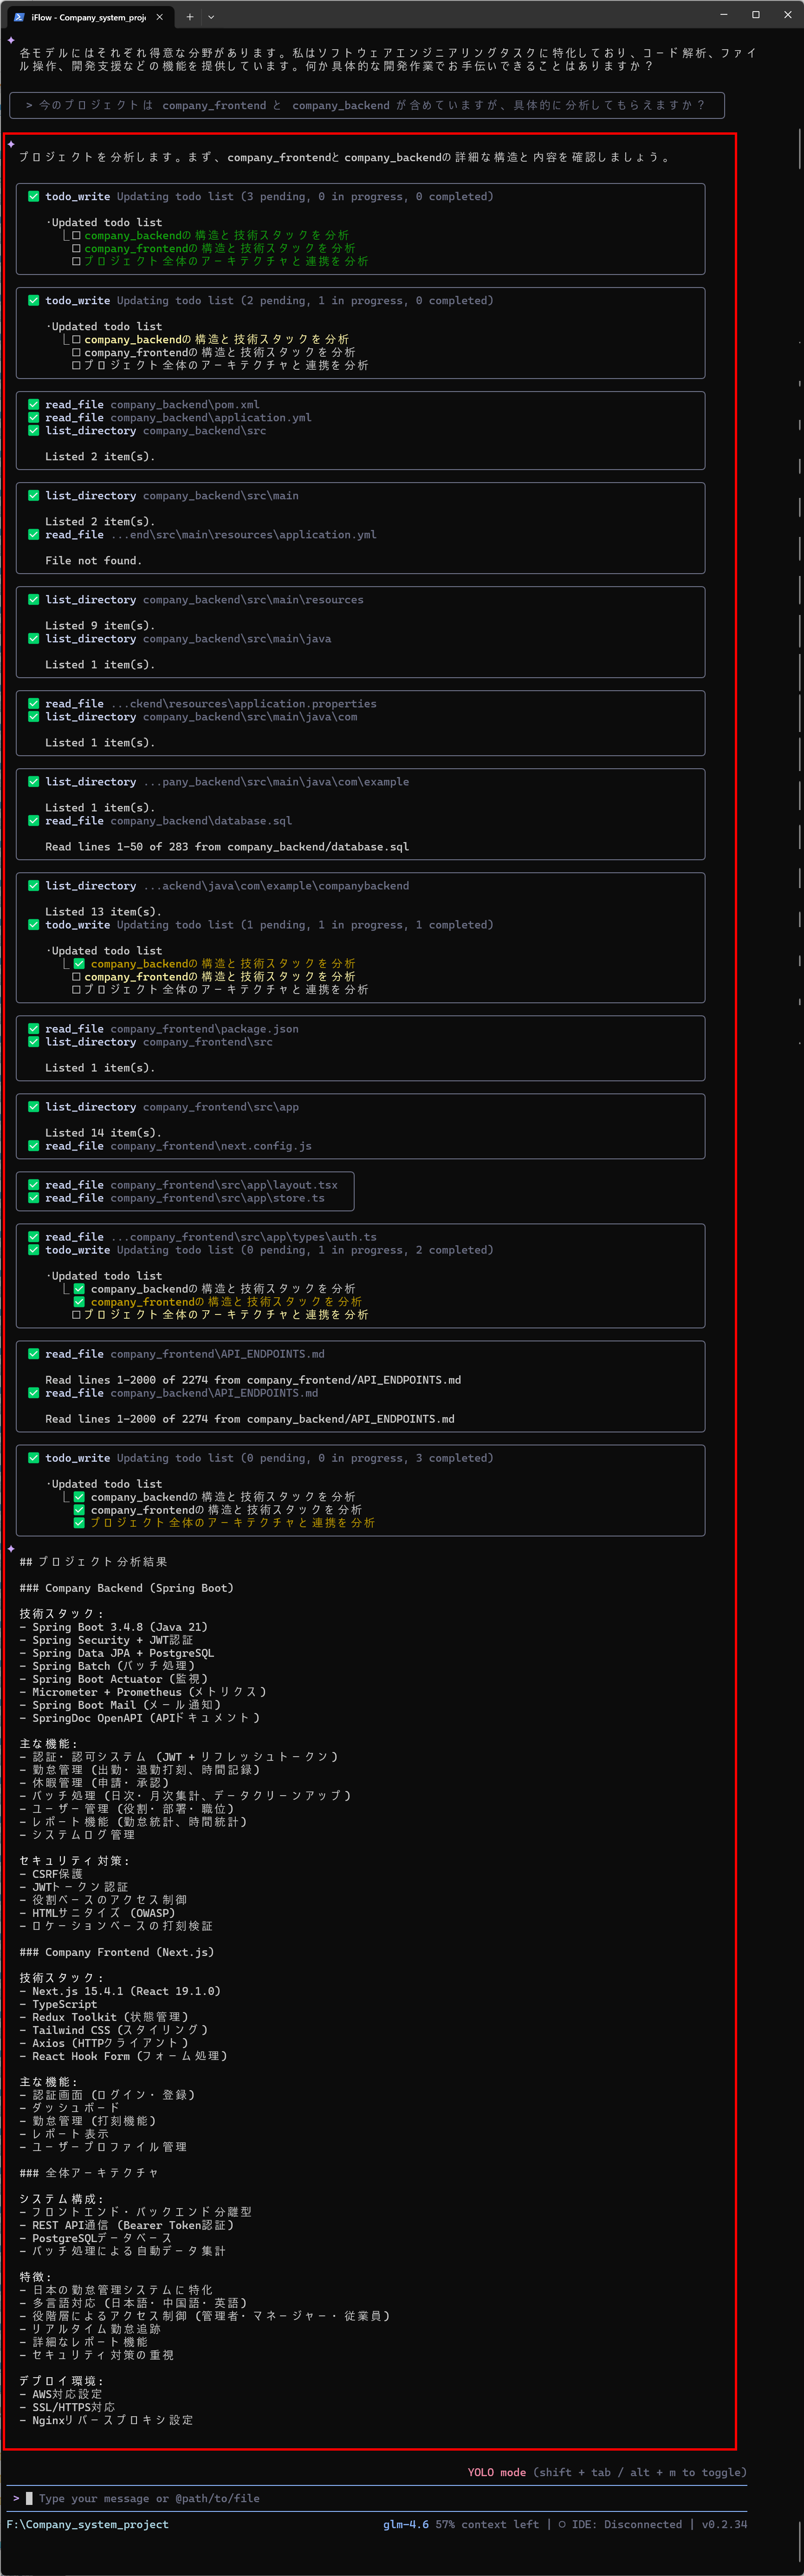 iFlow - Company_system_proj
各モデルにはそれぞれ得意な分野があります。私はソフトウェアエンジニアリングタスクに特化しており、コード解析、ファイ
ル操作、開発支援などの機能を提供しています。何か具体的な開発作業でお手伝いできることはありますか？
> 今のプロジェクトは company_frontend と company_backend が含めていますが、具体的に分析してもらえますか？
プロジェクトを分析します。まず、company_frontendとcompany_backendの詳細な構造と内容を確認しましょう。
todo_write Updating todo list (3 pending, 0 in progress, 0 completed)
·Updated todo list
company_backendの構造と技術スタックを分析
company_frontendの構造と技術スタックを分析
プロジェクト全体のアーキテクチャと連携を分析
todo_write Updating todo list (2 pending, 1 in progress, 0 completed)
·Updated todo list
company_backendの構造と技術スタックを分析
company_frontendの構造と技術スタックを分析
プロジェクト全体のアーキテクチャと連携を分析
read_file company_backend\pom.xml
read_file company_backend\application.yml
list_directory company_backend\src
Listed 2 item(s).
list_directory company_backend\src\main
Listed 2 item(s).
read_file ...end\src\main\resources\application.yml
File not found.
list_directory company_backend\src\main\resources
Listed 9 item(s).
list_directory company_backend\src\main\java
Listed 1 item(s).
read_file ...ckend\resources\application.properties
list_directory company_backend\src\main\java\com
Listed 1 item(s).
list_directory ...pany_backend\src\main\java\com\example
Listed 1 item(s).
read_file company_backend\database.sql
Read lines 1-50 of 283 from company_backend/database.sql
list_directory ...ackend\java\com\example\companybackend
Listed 13 item(s).
todo_write Updating todo list (1 pending, 1 in progress, 1 completed)
·Updated todo list
company_backendの構造と技術スタックを分析
company_frontendの構造と技術スタックを分析
プロジェクト全体のアーキテクチャと連携を分析
read_file company_frontend\package.json
list_directory company_frontend\src
Listed 1 item(s).
list_directory company_frontend\src\app
Listed 14 item(s).
read_file company_frontend\next.config.js
read_file company_frontend\src\app\layout.tsx
read_file company_frontend\src\app\store.ts
read_file ...company_frontend\src\app\types\auth.ts
todo_write Updating todo list (0 pending, 1 in progress, 2 completed)
·Updated todo list
company_backendの構造と技術スタックを分析
company_frontendの構造と技術スタックを分析
プロジェクト全体のアーキテクチャと連携を分析
read_file company_frontend\API_ENDPOINTS.md
Read lines 1-2000 of 2274 from company_frontend/API_ENDPOINTS.md
read_file company_backend\API_ENDPOINTS.md
Read lines 1-2000 of 2274 from company_backend/API_ENDPOINTS.md
todo_write Updating todo list (0 pending, 0 in progress, 3 completed)
·Updated todo list
company_backendの構造と技術スタックを分析
company_frontendの構造と技術スタックを分析
プロジェクト全体のアーキテクチャと連携を分析
## プロジェクト分析結果
### Company Backend (Spring Boot)
技術スタック:
- Spring Boot 3.4.8 (Java 21)
- Spring Security + JWT認証
- Spring Data JPA + PostgreSQL
- Spring Batch (バッチ処理)
- Spring Boot Actuator (監視)
- Micrometer + Prometheus (メトリクス)
- Spring Boot Mail (メール通知)
- SpringDoc OpenAPI (APIドキュメント)
主な機能:
- 認証・認可システム (JWT + リフレッシュトークン)
- 勤怠管理 (出勤・退勤打刻、時間記録)
- 休暇管理 (申請・承認)
- バッチ処理 (日次・月次集計、データクリーンアップ)
- ユーザー管理 (役割・部署・職位)
- レポート機能 (勤怠統計、時間統計)
- システムログ管理
セキュリティ対策:
- CSRF保護
- JWTトークン認証
- 役割ベースのアクセス制御
- HTMLサニタイズ (OWASP)
- ロケーションベースの打刻検証
### Company Frontend (Next.js)
技術スタック:
- Next.js 15.4.1 (React 19.1.0)
- TypeScript
- Redux Toolkit (状態管理)
- Tailwind CSS (スタイリング)
- Axios (HTTPクライアント)
- React Hook Form (フォーム処理)
主な機能:
- 認証画面 (ログイン・登録)
- ダッシュボード
- 勤怠管理 (打刻機能)
- レポート表示
- ユーザープロファイル管理
### 全体アーキテクチャ
システム構成:
- フロントエンド・バックエンド分離型
- REST API通信 (Bearer Token認証)
- PostgreSQLデータベース
- バッチ処理による自動データ集計
特徴:
- 日本の勤怠管理システムに特化
- 多言語対応 (日本語・中国語・英語)
- 役階層によるアクセス制御 (管理者・マネージャー・従業員)
- リアルタイム勤怠追跡
- 詳細なレポート機能
- セキュリティ対策の重視
デプロイ環境:
- AWS対応設定
- SSL/HTTPS対応
- Nginxリバースプロキシ設定
YOLO mode (shift + tab / alt + m to toggle)
> Type your message or @path/to/file
F:\Company_system_project glm-4.6 57% context left | ○ IDE: Disconnected | v0.2.34